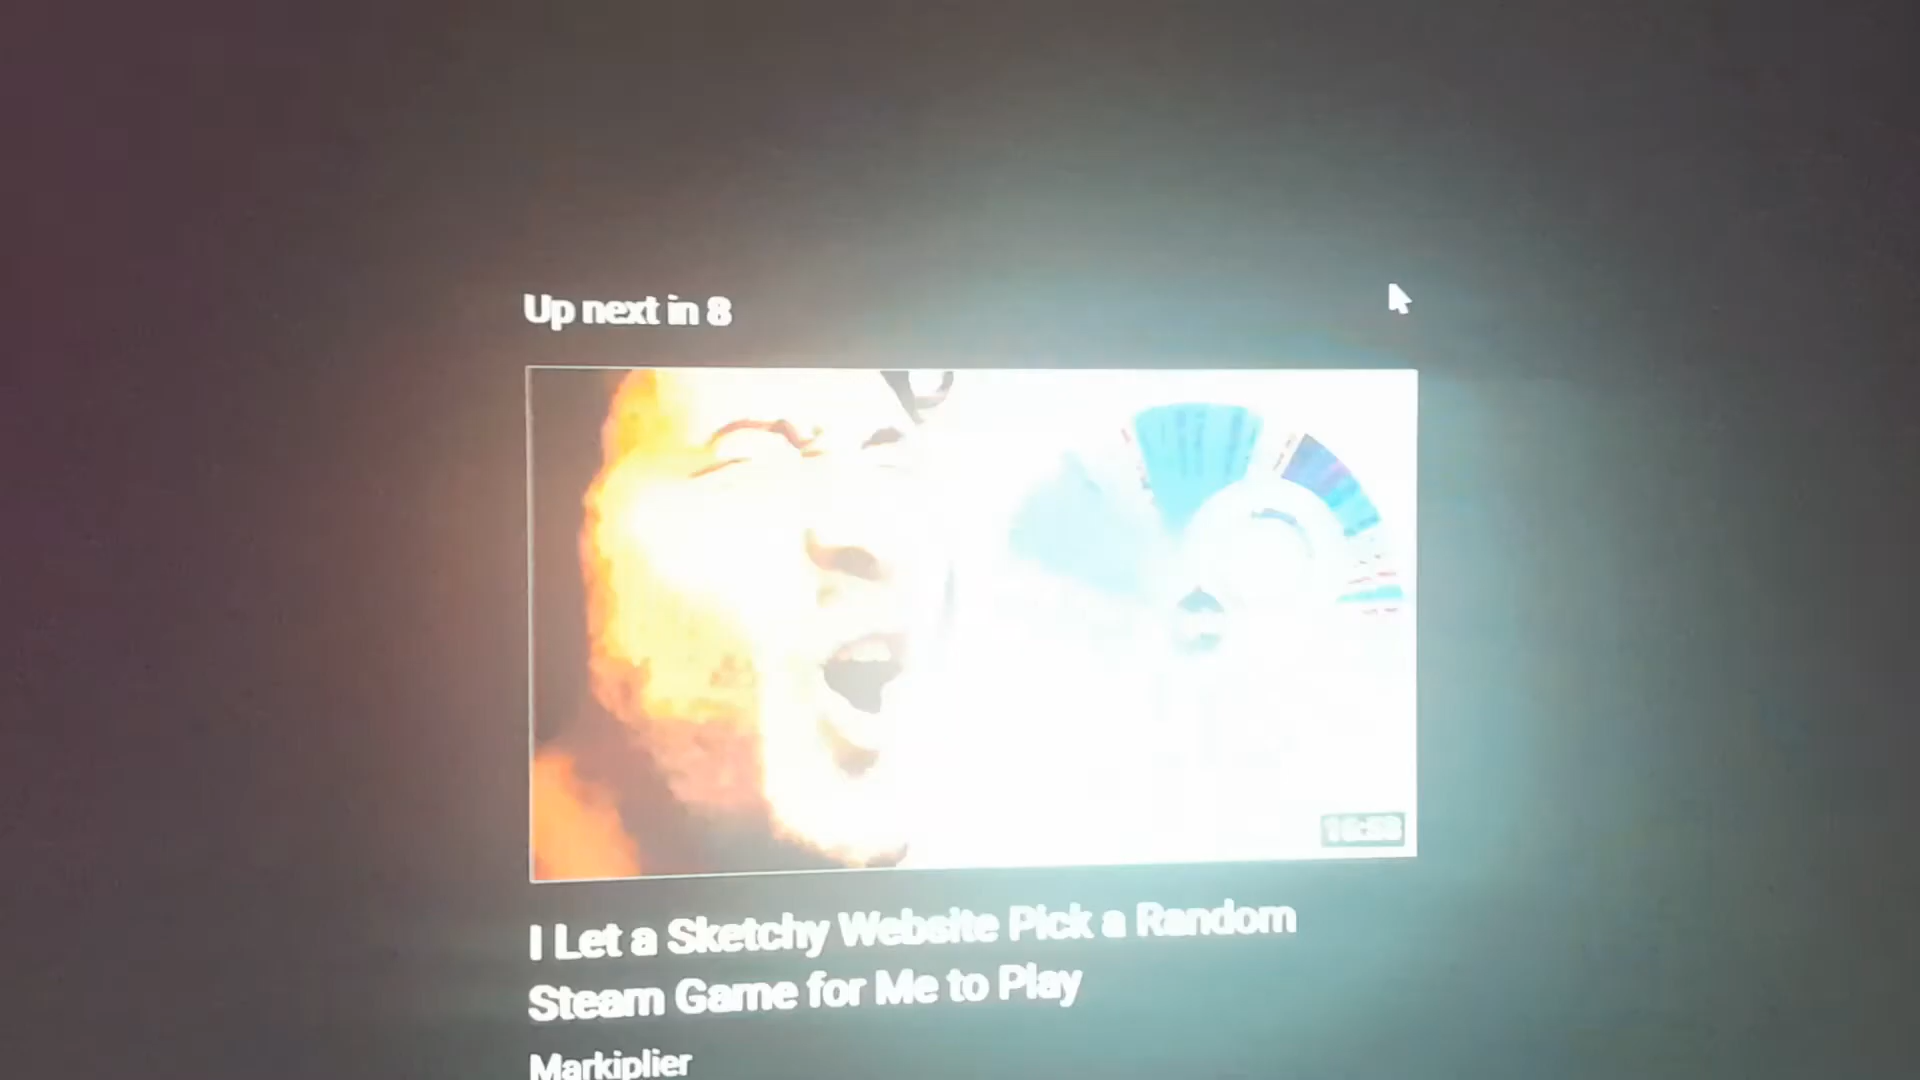 Up next in 8
I Let a Sketchy Website Pick a Random
Steam Game for Me to Play
Markiplier